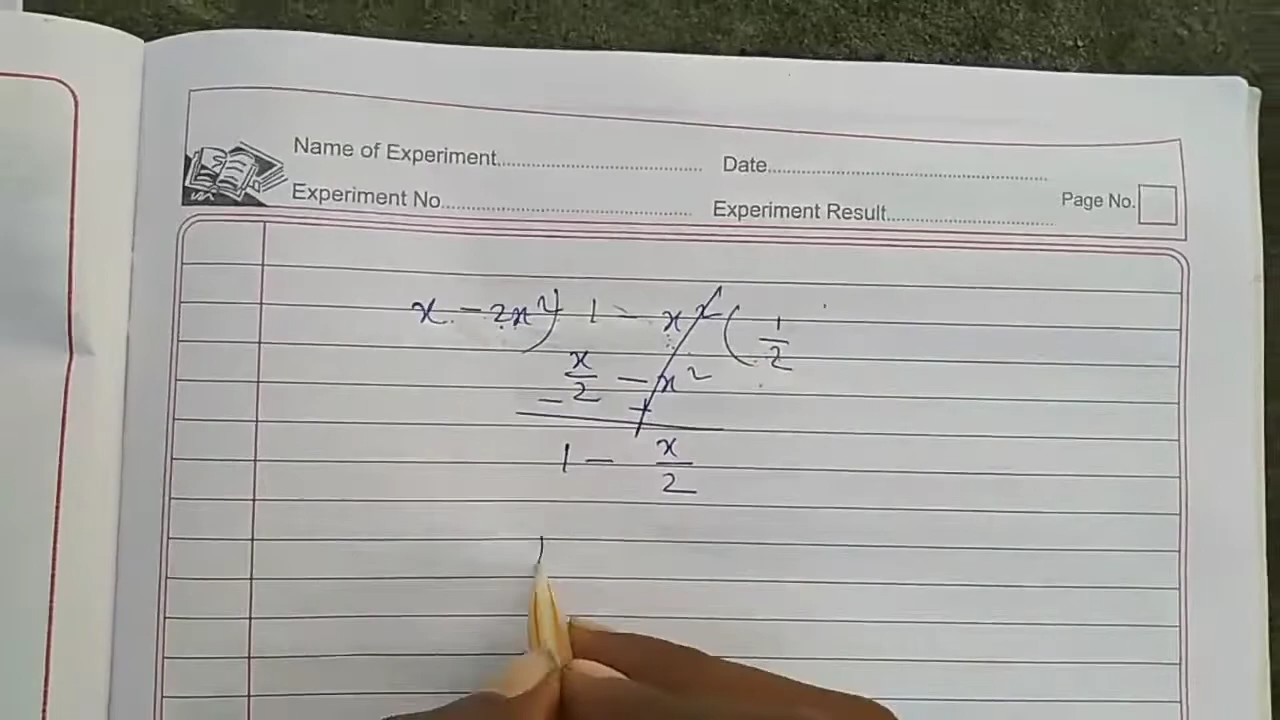 Name of Experiment.............................. Date..............................
Experiment No.............................. Experiment Result.............................. Page No.
x - 2x²) 1 - x² ( 1/2
x/2 - x²
- +
1 - x/2
1